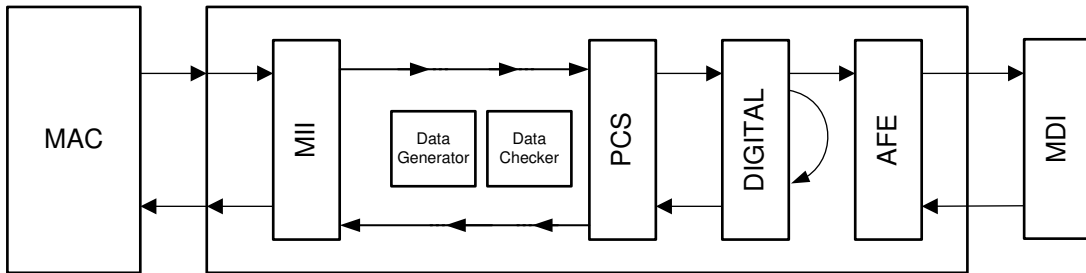 MAC
MII
Data
Generator
Data
Checker
PCS
DIGITAL
AFE
MDI